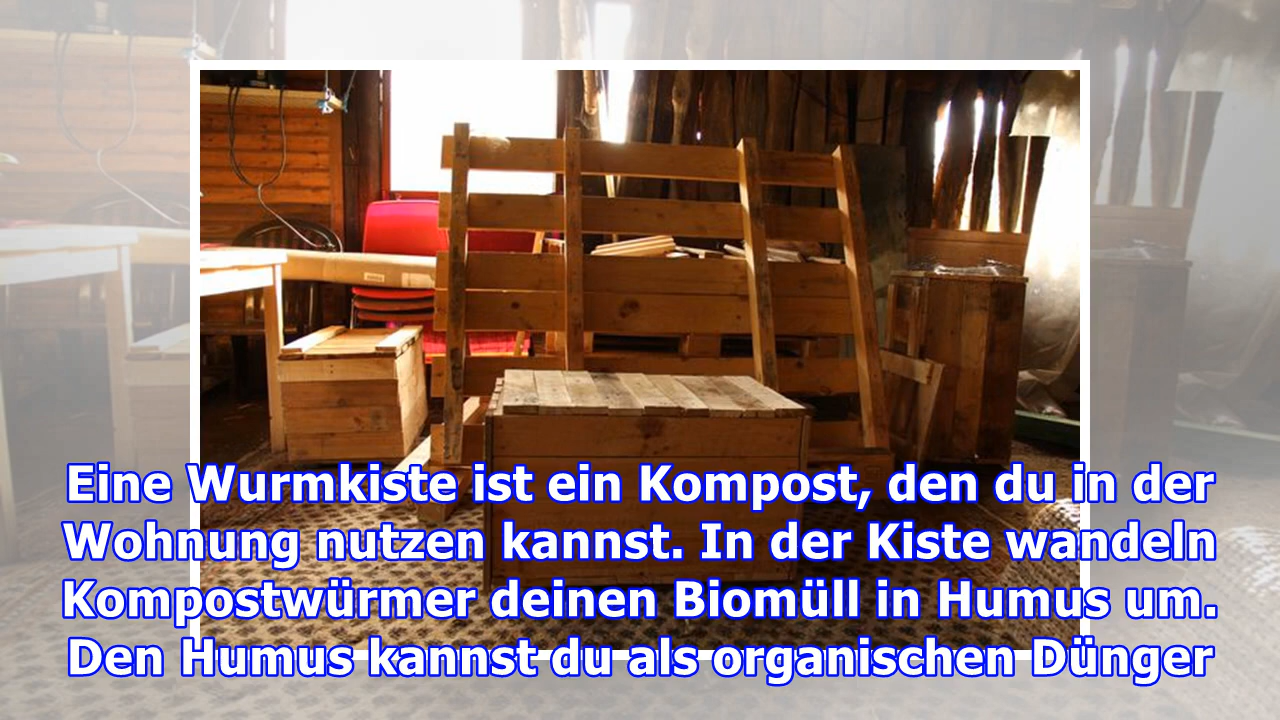 Eine Wurmkiste ist ein Kompost, den du in der
Wohnung nutzen kannst. In der Kiste wandeln
Kompostwürmer deinen Biomüll in Humus um.
Den Humus kannst du als organischen Dünger